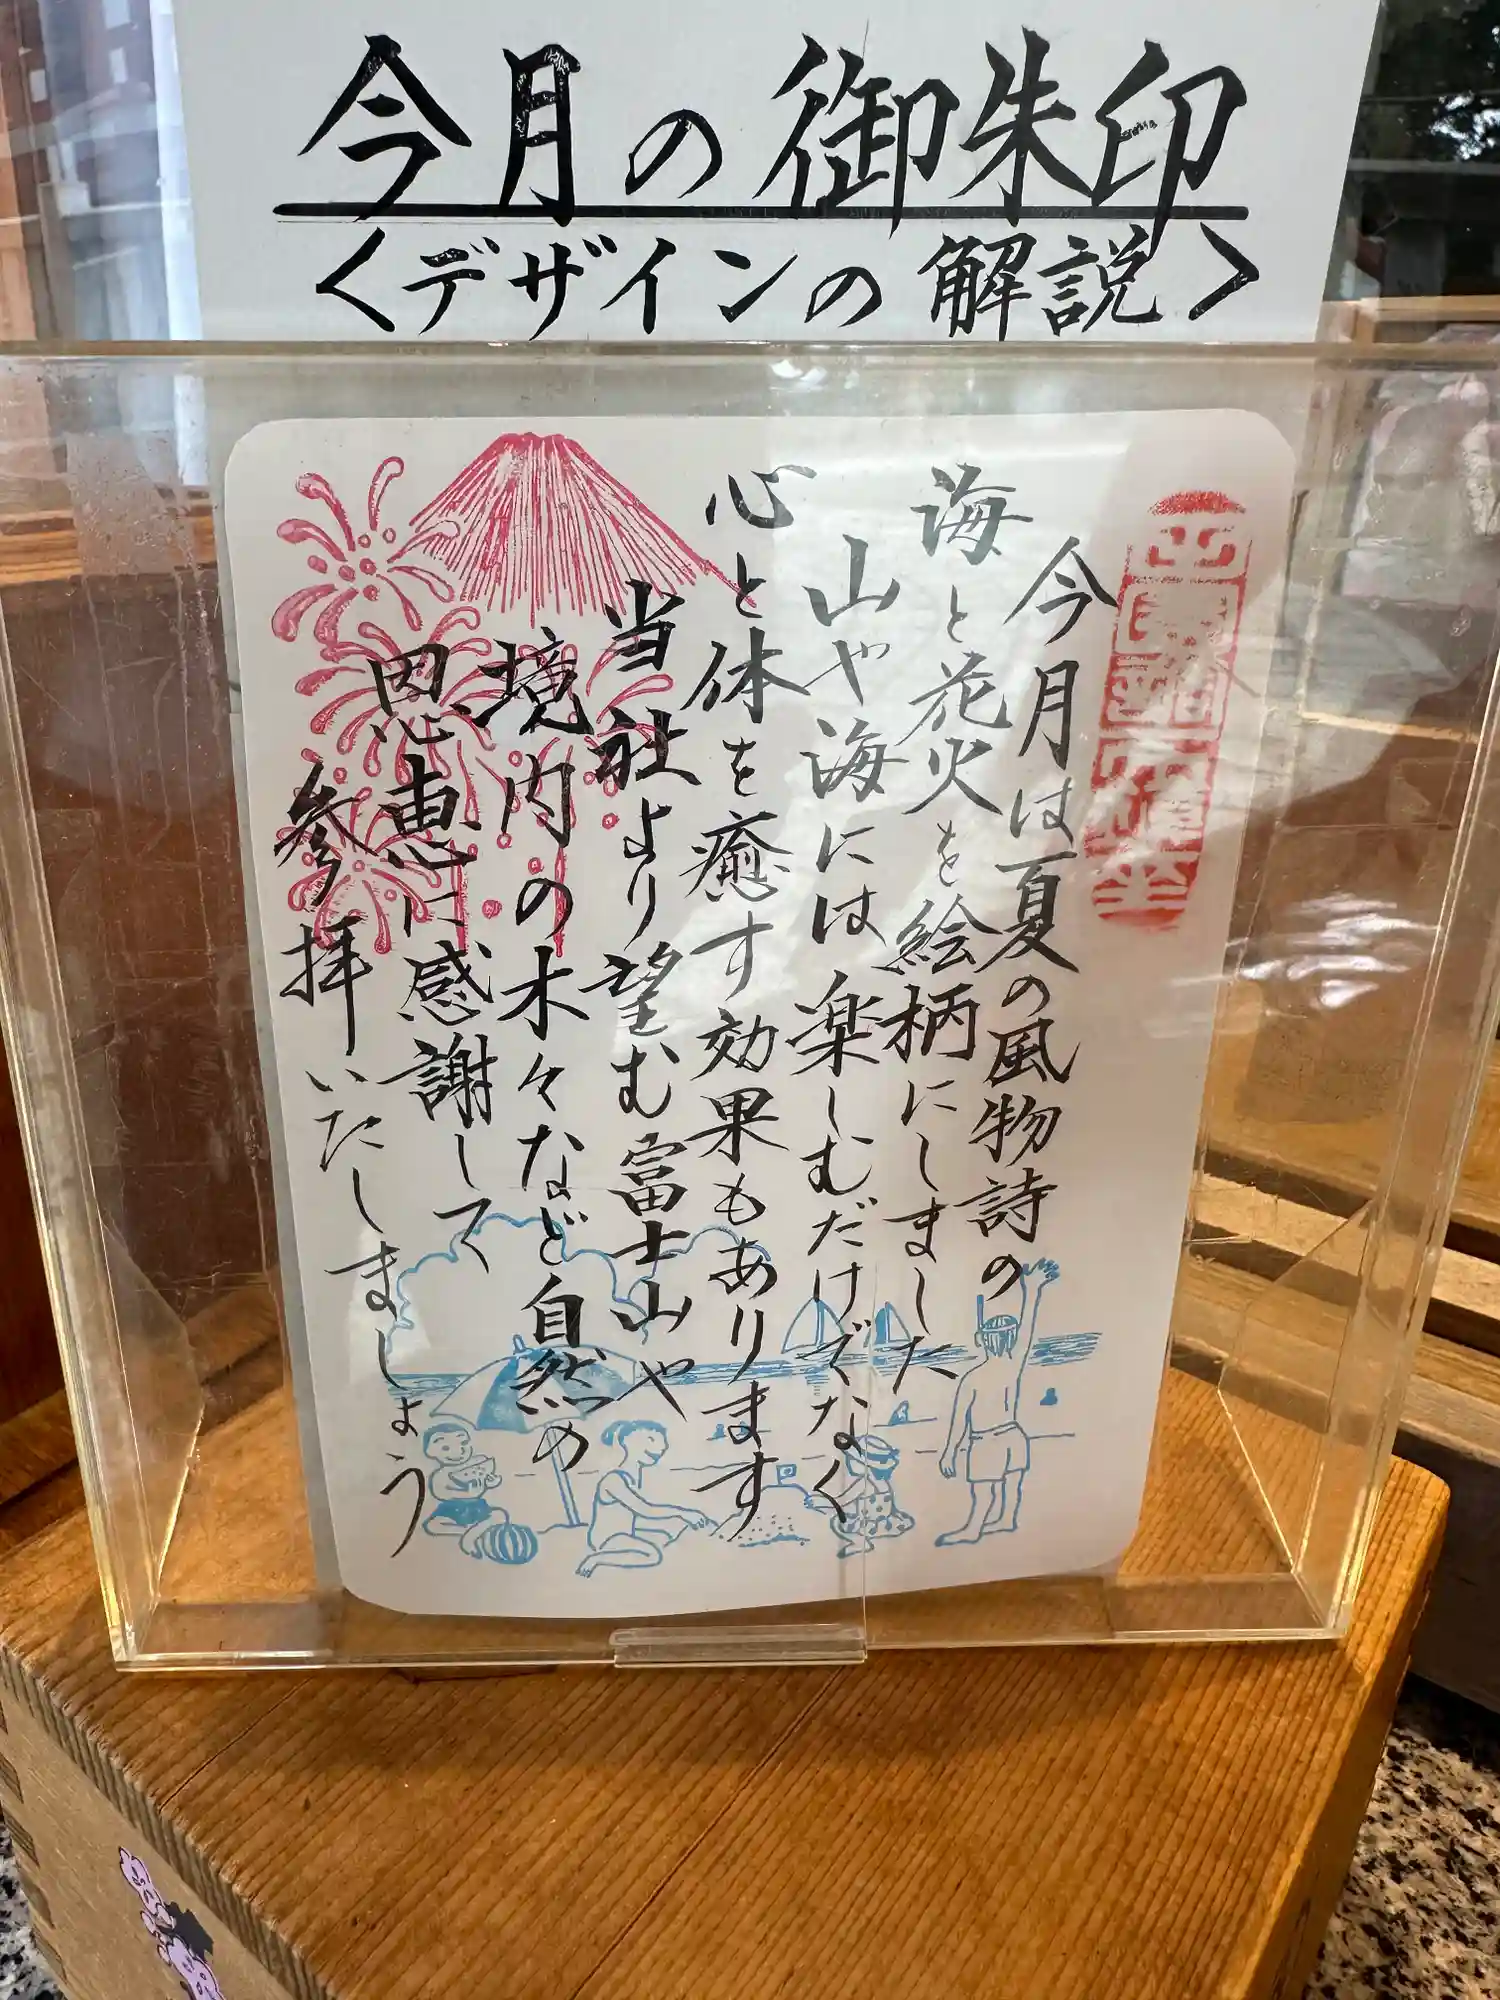 今月の御朱印
<デザインの解説>
今月は夏の風物詩の
海と花火を絵柄にしました
山や海には楽しむだけでなく
心と体を癒す効果もあります
当社より望む富士山や
境内の木々など自然の
恩恵に感謝して
参拝いたしましょう